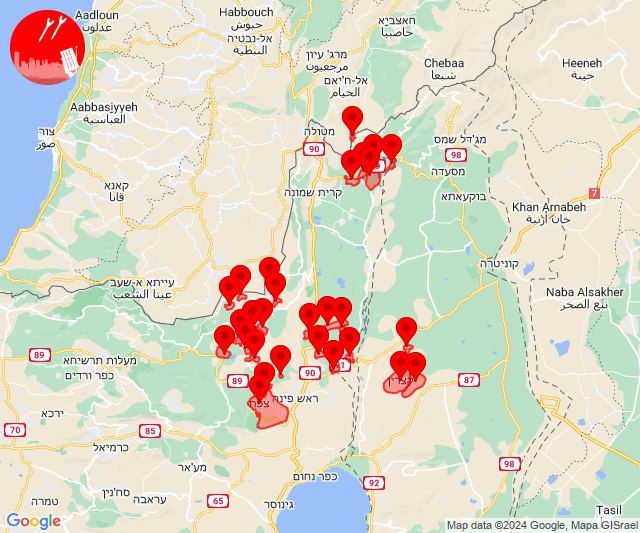 Aadloun
عدلون
Habbouch
حبوش
אל-נבטיה
النبطية
חאצביא
حاصبيا
מרג' עיון
مرجعيون
אל-ח'יאם
الخيام
Chebaa
شبعا
Heeneh
حينة
Aabbasiyyeh
العباسية
צור
صور
מטולה
90
מג'דל שמס
98
מסעדה
קאנא
قانا
קרית שמונה
בוקעאתא
7
Khan Arnabeh
خان أرنبة
קוניטרה
עייתא א-שעב
عيتا الشعب
Naba Alsakher
نبع الصخر
89
מעלות תרשיחא
כפר ורדים
89
90
91
87
קצרין
צפת
ראש פינה
ירכא
70
85
כרמיאל
מע'אר
כפר נחום
98
92
סח'נין
עראבה
65
גינוסר
טמרה
Tasil
تسيل
Google
Map data ©2024 Google, Mapa GISrael